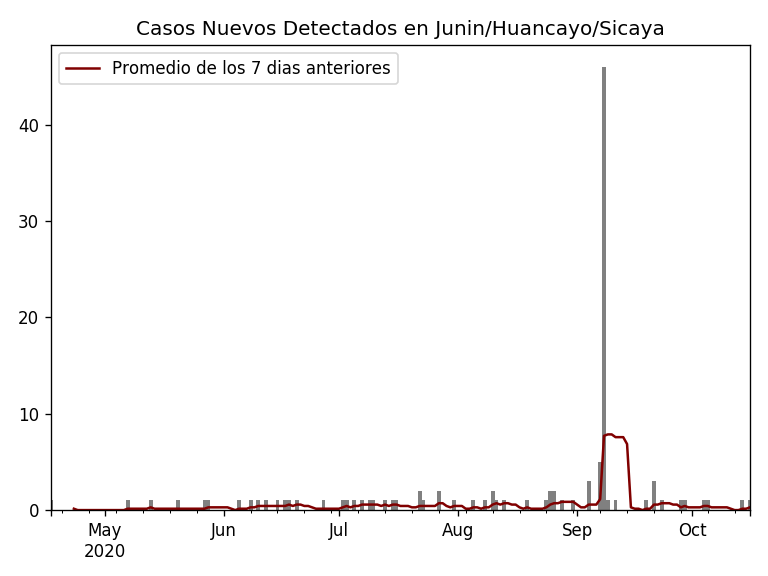 Casos Nuevos Detectados en Junin/Huancayo/Sicaya
Promedio de los 7 dias anteriores
40
30
20
10
0
May Jun Jul Aug Sep Oct
2020